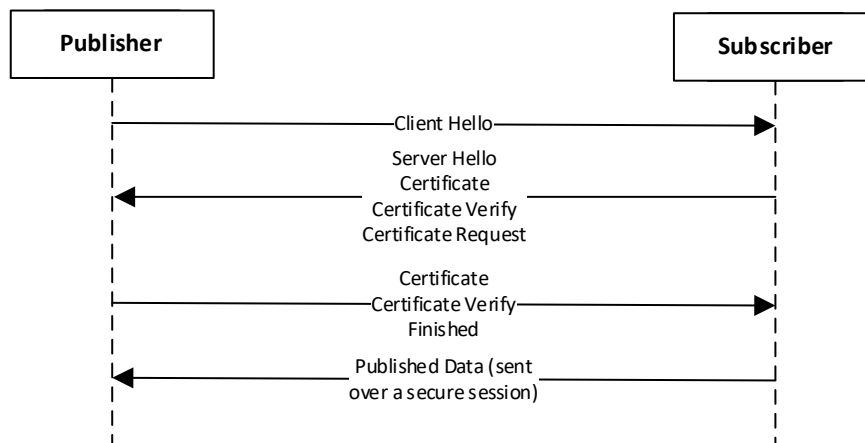 Publisher
Subscriber
Client Hello
Server Hello
Certificate
Certificate Verify
Certificate Request
Certificate
Certificate Verify
Finished
Published Data (sent
over a secure session)